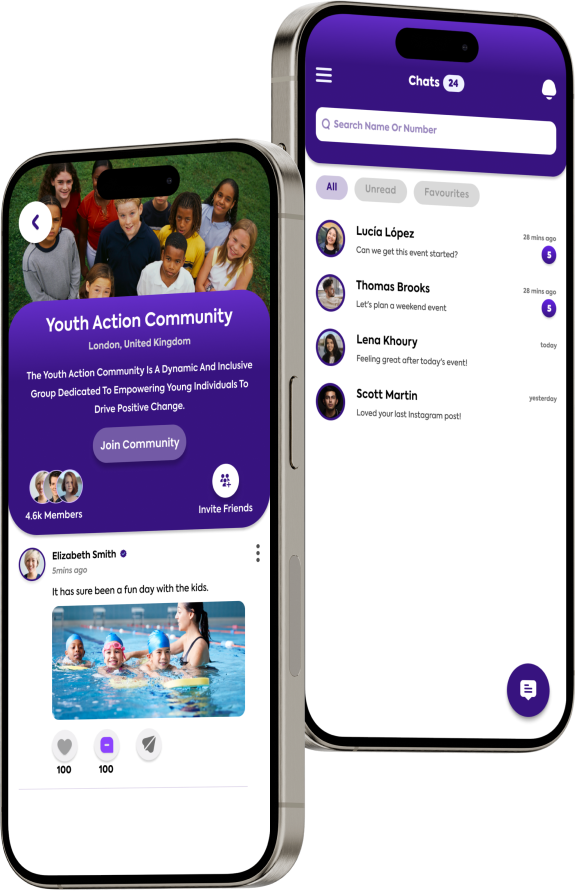 Chats 24
Search Name Or Number
All
Unread
Favourites
Lucía López
28 mins ago
Can we get this event started?
5
Thomas Brooks
28 mins ago
Let's plan a weekend event
5
Lena Khoury
today
Feeling great after today's event!
Scott Martin
yesterday
Loved your last Instagram post!
Youth Action Community
London, United Kingdom
The Youth Action Community Is A Dynamic And Inclusive
Group Dedicated To Empowering Young Individuals To
Drive Positive Change.
Join Community
4.6k Members
Invite Friends
Elizabeth Smith
5mins ago
It has sure been a fun day with the kids.
100
100